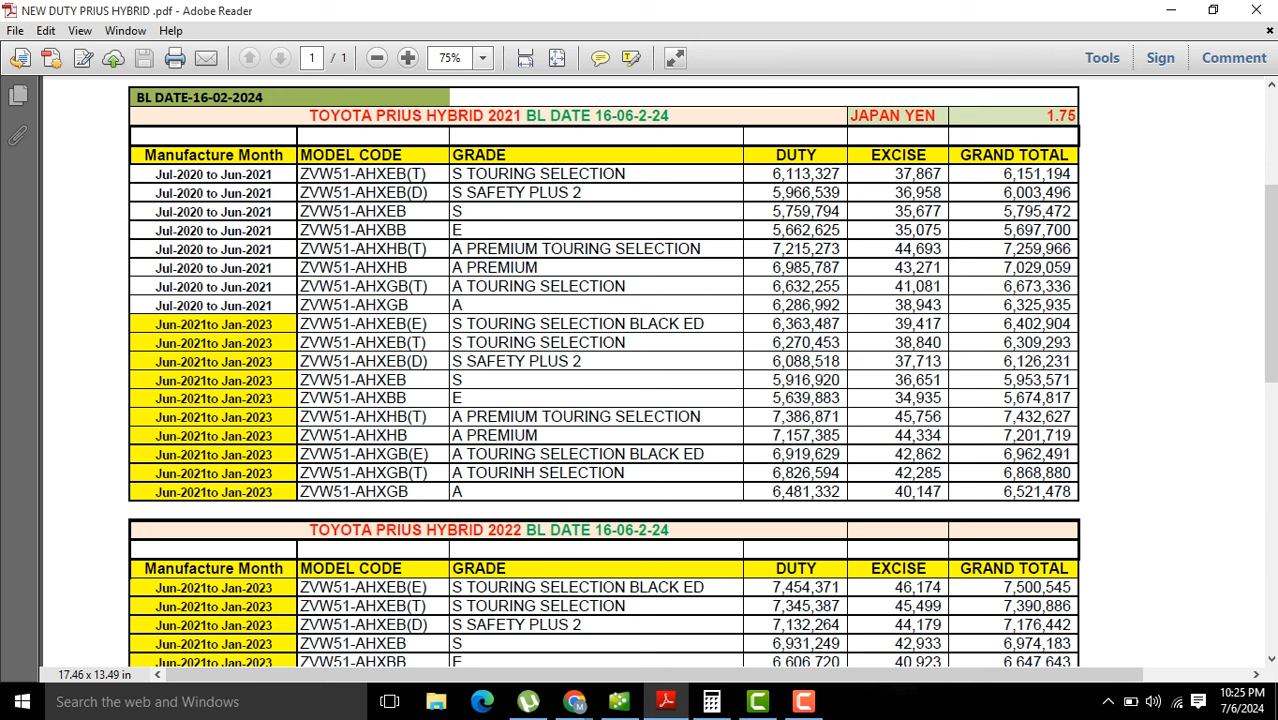 NEW DUTY PRIUS HYBRID .pdf - Adobe Reader
File Edit View Window Help
1 / 1 75% Tools Sign Comment
BL DATE-16-02-2024
TOYOTA PRIUS HYBRID 2021 BL DATE 16-06-2-24 JAPAN YEN 1.75
Manufacture Month MODEL CODE GRADE DUTY EXCISE GRAND TOTAL
Jul-2020 to Jun-2021 ZVW51-AHXEB(T) S TOURING SELECTION 6,113,327 37,867 6,151,194
Jul-2020 to Jun-2021 ZVW51-AHXEB(D) S SAFETY PLUS 2 5,966,539 36,958 6,003,496
Jul-2020 to Jun-2021 ZVW51-AHXEB S 5,759,794 35,677 5,795,472
Jul-2020 to Jun-2021 ZVW51-AHXBB E 5,662,625 35,075 5,697,700
Jul-2020 to Jun-2021 ZVW51-AHXHB(T) A PREMIUM TOURING SELECTION 7,215,273 44,693 7,259,966
Jul-2020 to Jun-2021 ZVW51-AHXHB A PREMIUM 6,985,787 43,271 7,029,059
Jul-2020 to Jun-2021 ZVW51-AHXGB(T) A TOURING SELECTION 6,632,255 41,081 6,673,336
Jul-2020 to Jun-2021 ZVW51-AHXGB A 6,286,992 38,943 6,325,935
Jun-2021to Jan-2023 ZVW51-AHXEB(E) S TOURING SELECTION BLACK ED 6,363,487 39,417 6,402,904
Jun-2021to Jan-2023 ZVW51-AHXEB(T) S TOURING SELECTION 6,270,453 38,840 6,309,293
Jun-2021to Jan-2023 ZVW51-AHXEB(D) S SAFETY PLUS 2 6,088,518 37,713 6,126,231
Jun-2021to Jan-2023 ZVW51-AHXEB S 5,916,920 36,651 5,953,571
Jun-2021to Jan-2023 ZVW51-AHXBB E 5,639,883 34,935 5,674,817
Jun-2021to Jan-2023 ZVW51-AHXHB(T) A PREMIUM TOURING SELECTION 7,386,871 45,756 7,432,627
Jun-2021to Jan-2023 ZVW51-AHXHB A PREMIUM 7,157,385 44,334 7,201,719
Jun-2021to Jan-2023 ZVW51-AHXGB(E) A TOURING SELECTION BLACK ED 6,919,629 42,862 6,962,491
Jun-2021to Jan-2023 ZVW51-AHXGB(T) A TOURINH SELECTION 6,826,594 42,285 6,868,880
Jun-2021to Jan-2023 ZVW51-AHXGB A 6,481,332 40,147 6,521,478
TOYOTA PRIUS HYBRID 2022 BL DATE 16-06-2-24
Manufacture Month MODEL CODE GRADE DUTY EXCISE GRAND TOTAL
Jun-2021to Jan-2023 ZVW51-AHXEB(E) S TOURING SELECTION BLACK ED 7,454,371 46,174 7,500,545
Jun-2021to Jan-2023 ZVW51-AHXEB(T) S TOURING SELECTION 7,345,387 45,499 7,390,886
Jun-2021to Jan-2023 ZVW51-AHXEB(D) S SAFETY PLUS 2 7,132,264 44,179 7,176,442
Jun-2021to Jan-2023 ZVW51-AHXEB S 6,931,249 42,933 6,974,183
Jun-2021to Jan-2023 ZVW51-AHXBB E 6,606,720 40,923 6,647,643
17.46 x 13.49 in
Search the web and Windows
10:25 PM
7/6/2024